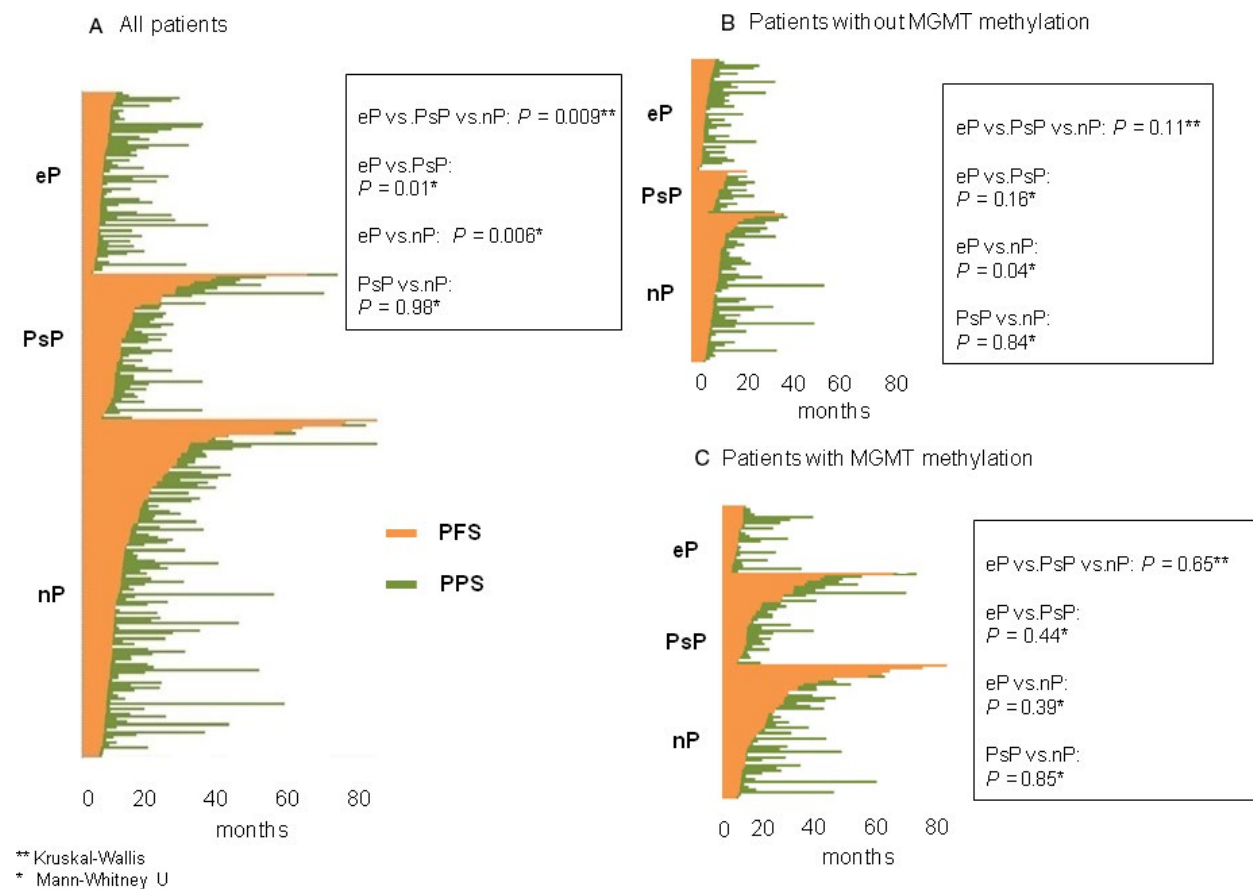 A All patients
eP
PsP
nP
eP vs.PsP vs.nP: P = 0.009**
eP vs.PsP:
P = 0.01*
eP vs.nP: P = 0.006*
PsP vs.nP:
P = 0.98*
PFS
PPS
0 20 40 60 80
months
** Kruskal-Wallis
* Mann-Whitney U
B Patients without MGMT methylation
eP
PsP
nP
eP vs.PsP vs.nP: P = 0.11**
eP vs.PsP:
P = 0.16*
eP vs.nP:
P = 0.04*
PsP vs.nP:
P = 0.84*
0 20 40 60 80
months
C Patients with MGMT methylation
eP
PsP
nP
eP vs.PsP vs.nP: P = 0.65**
eP vs.PsP:
P = 0.44*
eP vs.nP:
P = 0.39*
PsP vs.nP:
P = 0.85*
0 20 40 60 80
months